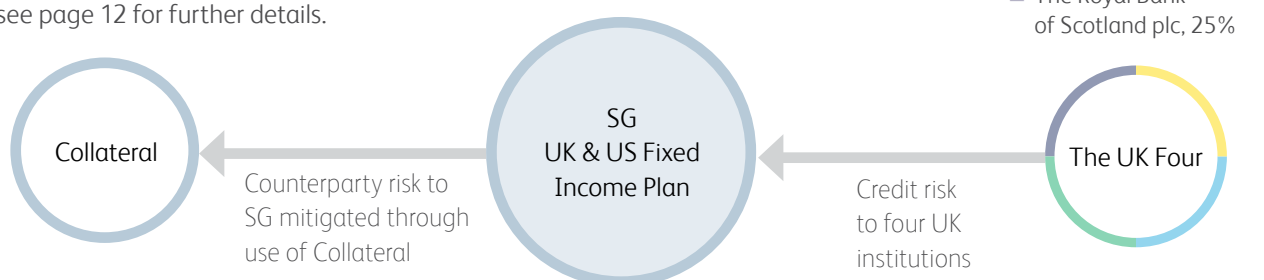 see page 12 for further details.
The Royal Bank
of Scotland plc, 25%
Collateral
Counterparty risk to
SG mitigated through
use of Collateral
SG
UK & US Fixed
Income Plan
Credit risk
to four UK
institutions
The UK Four